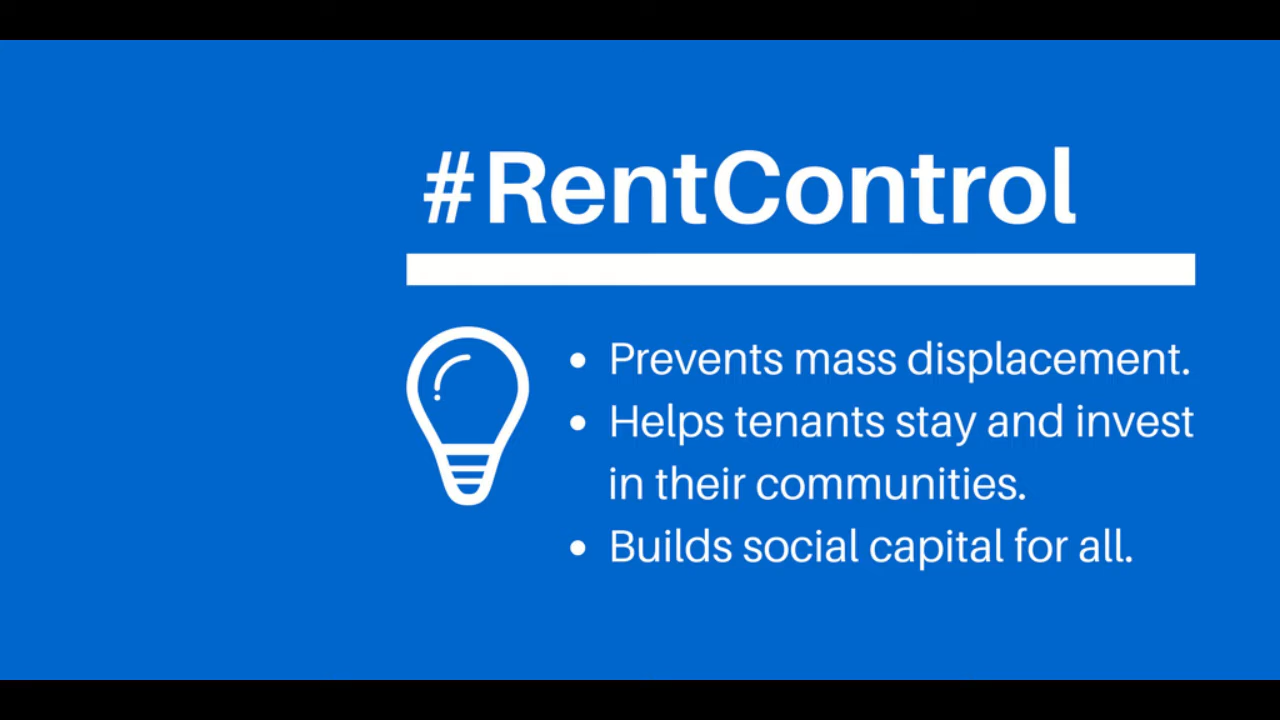 #RentControl
• Prevents mass displacement.
• Helps tenants stay and invest
in their communities.
• Builds social capital for all.